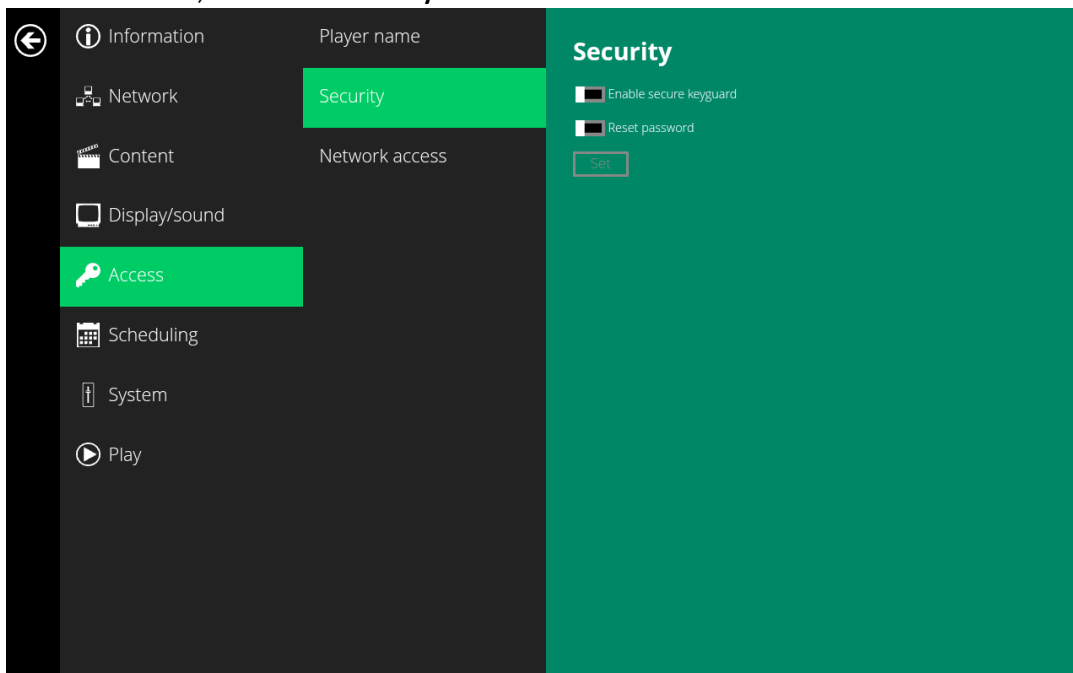 Information
Network
Content
Display/sound
Access
Scheduling
System
Play
Player name
Security
Network access
Security
Enable secure keyguard
Reset password
Set